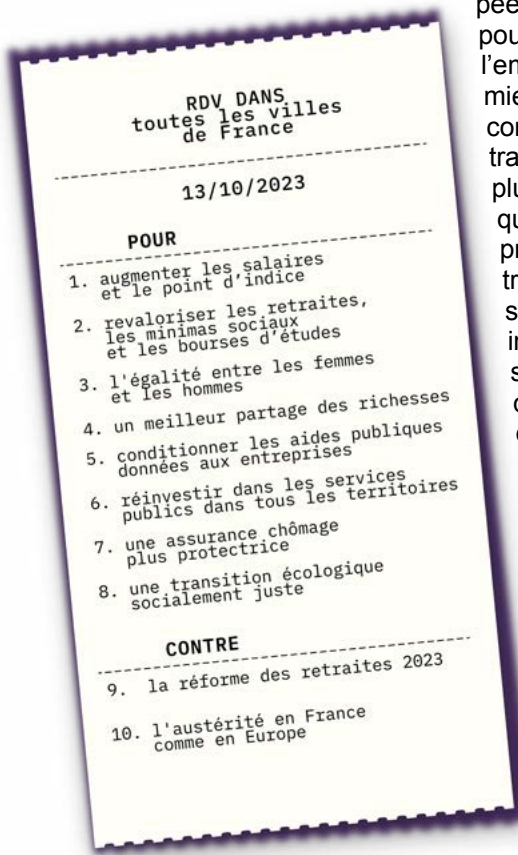 RDV DANS
toutes les villes
de France
13/10/2023
POUR
1. augmenter les salaires
et le point d'indice
2. revaloriser les retraites,
les minimas sociaux
et les bourses d'études
3. l'égalité entre les femmes
et les hommes
4. un meilleur partage des richesses
5. conditionner les aides publiques
données aux entreprises
6. réinvestir dans les services
publics dans tous les territoires
7. une assurance chômage
plus protectrice
8. une transition écologique
socialement juste
CONTRE
9. la réforme des retraites 2023
10. l'austérité en France
comme en Europe